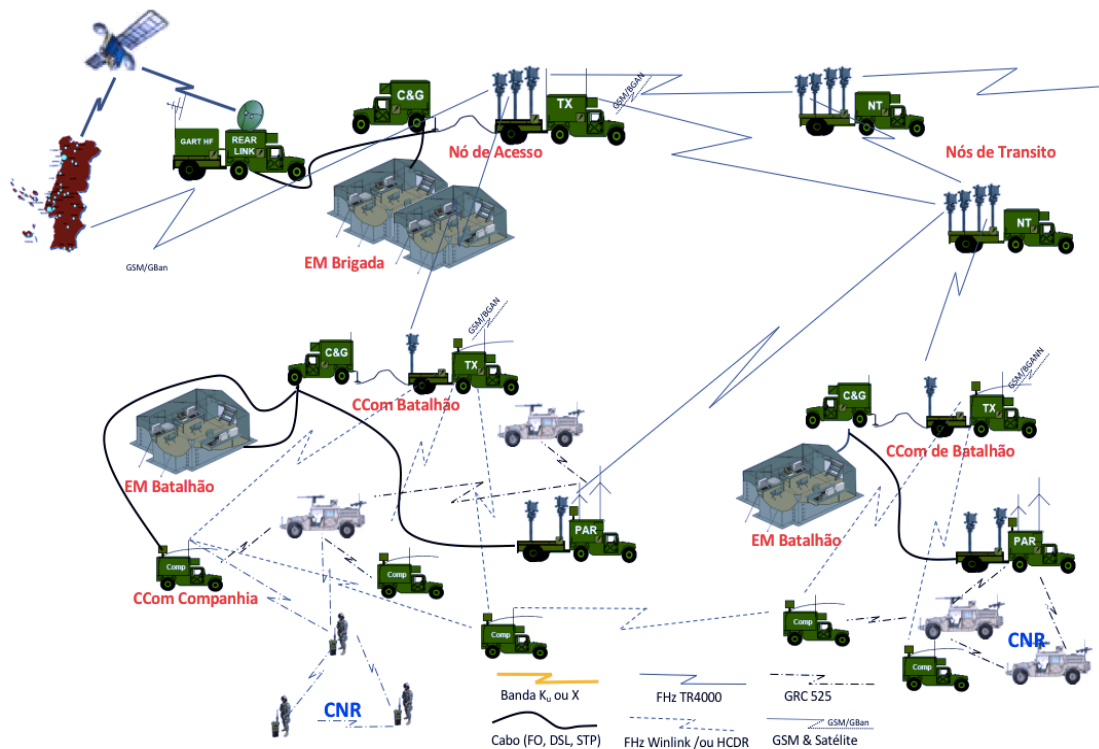 C&G
TX
GSM/BGAN
GART HF
REAR
LINK
NT
Nó de Acesso
Nós de Transito
NT
EM Brigada
GSM/GBan
GSM/BGAN
C&G
TX
GSM/BGANN
C&G
TX
CCom Batalhão
CCom de Batalhão
EM Batalhão
PAR
EM Batalhão
PAR
Comp
Comp
CCom Companhia
Comp
Comp
CNR
Comp
CNR
Banda Ku ou X
FHz TR4000
GRC 525
GSM/GBan
Cabo (FO, DSL, STP)
FHz Winlink /ou HCDR
GSM & Satélite